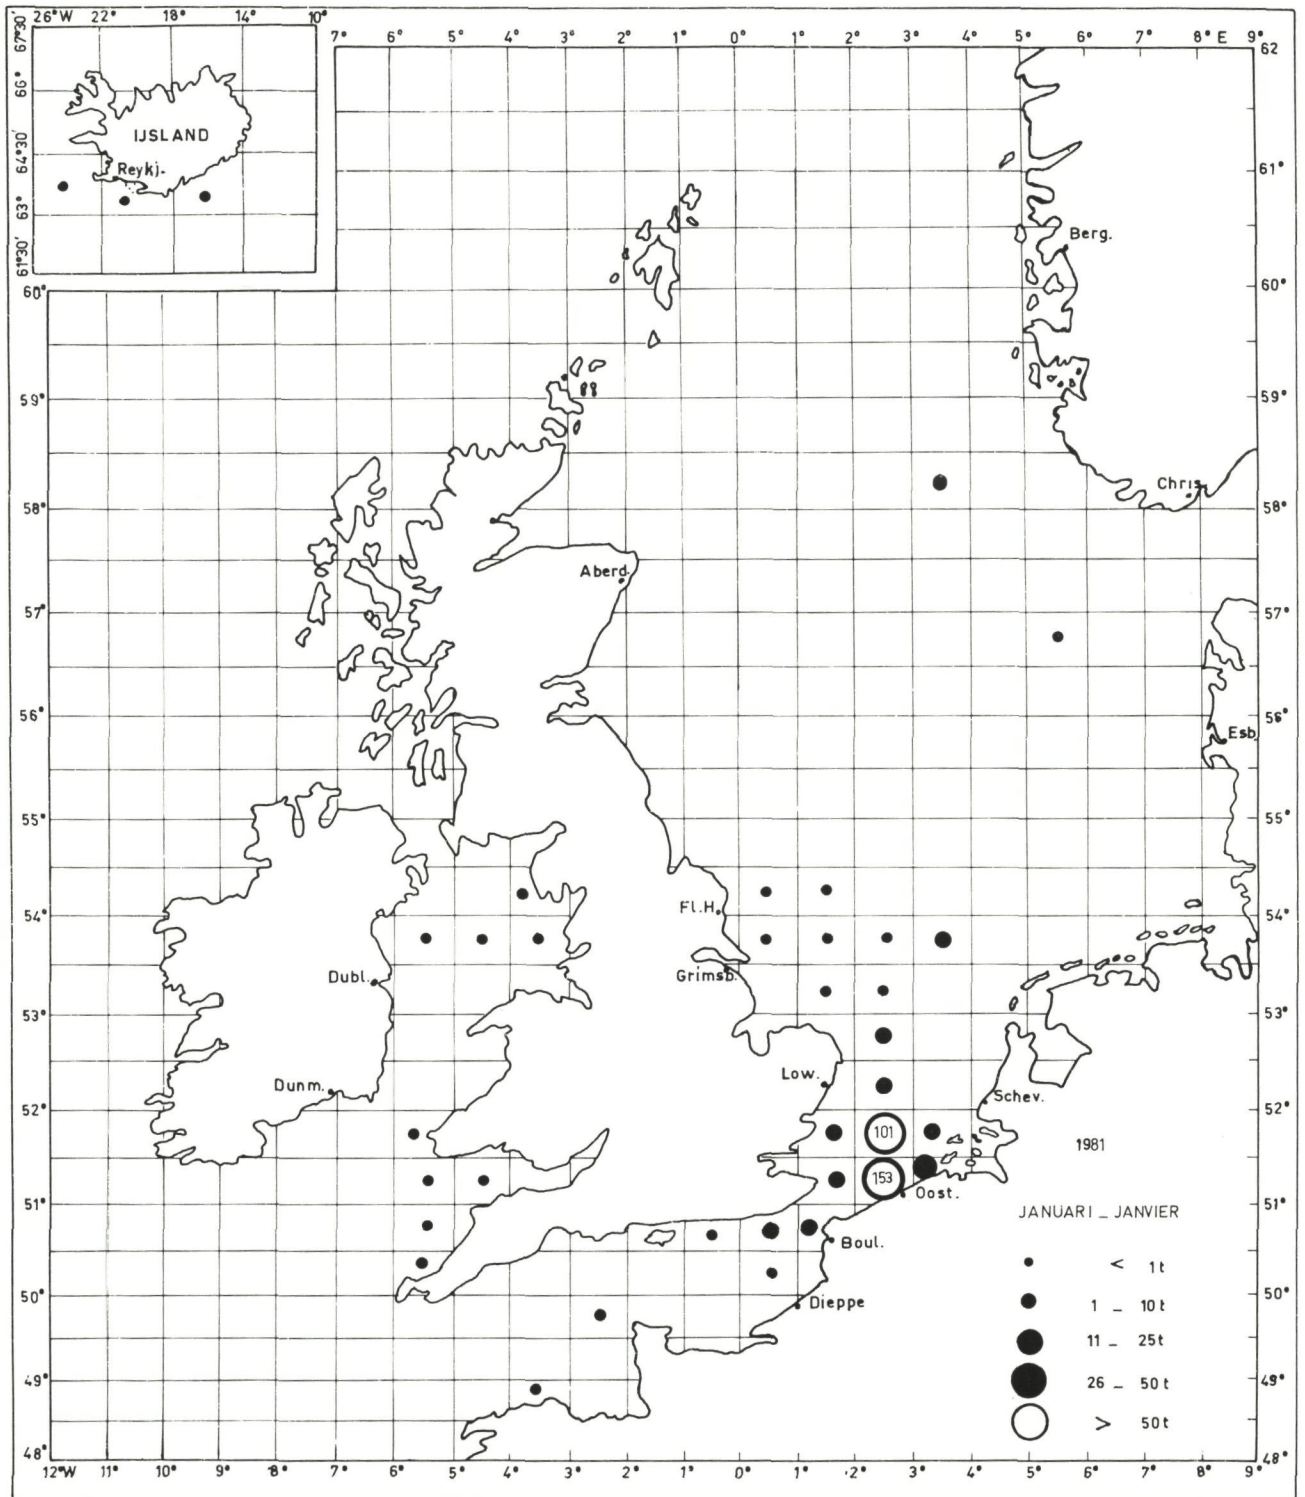 26°W 22° 18° 14° 10°
67°30'
66°
64°30'
63°
61°30'
IJSLAND
Reykj.
7° 6° 5° 4° 3° 2° 1° 0° 1° 2° 3° 4° 5° 6° 7° 8° E 9°
62
61° 61°
Berg.
60° 60°
59° 59°
Chris
58° 58°
Aberd.
57° 57°
56° 56°
Esb
55° 55°
Fl.H.
54° 54°
Grimsb.
Dubl.
53° 53°
Low.
Dunm.
Schev.
52° 52°
101
1981
153
Oost.
51° 51°
JANUARI _ JANVIER
Boul.
< 1t
50° 50°
Dieppe
1 _ 10t
11 _ 25t
49° 49°
26 _ 50t
> 50t
48° 48°
12°W 11° 10° 9° 8° 7° 6° 5° 4° 3° 2° 1° 0° 1° 2° 3° 4° 5° 6° 7° 8° 9°